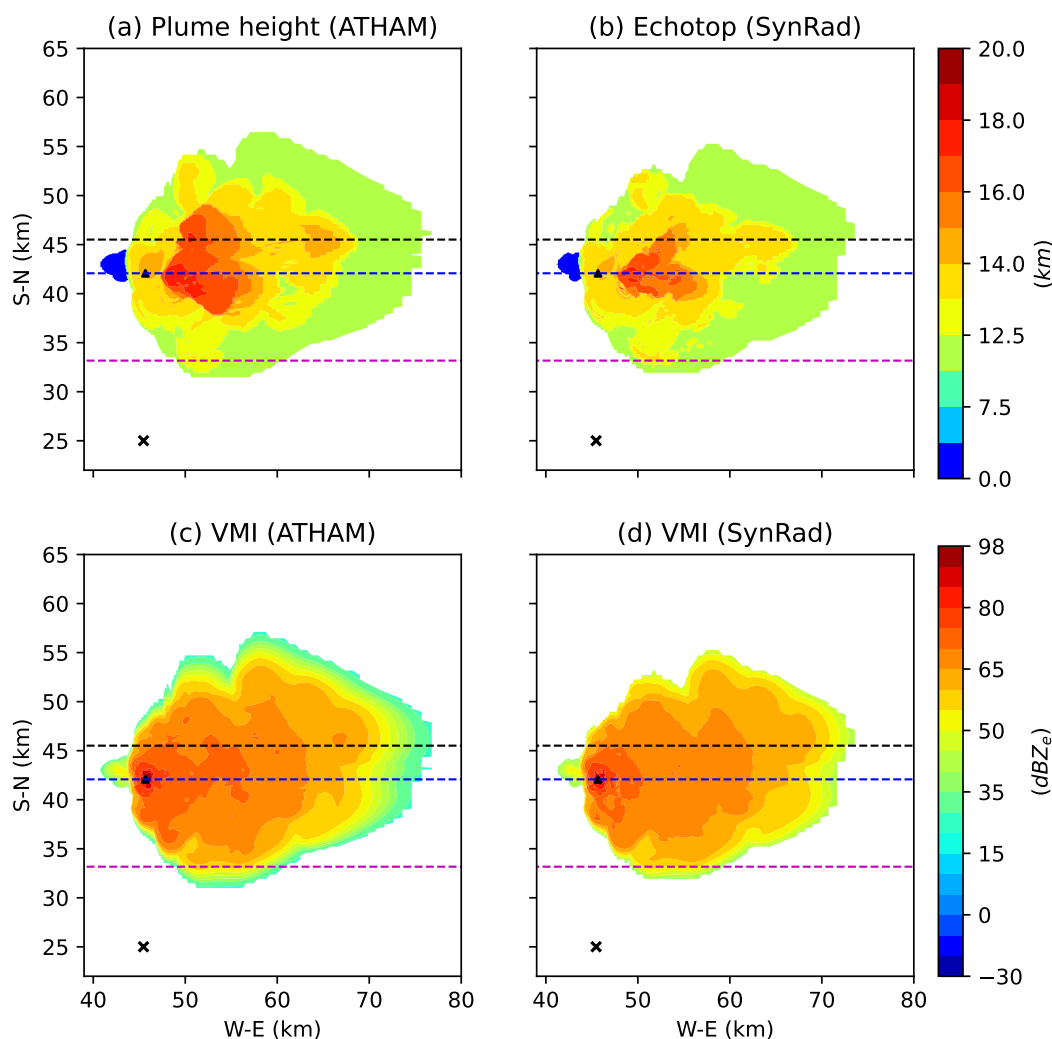 (a) Plume height (ATHAM)
(b) Echotop (SynRad)
65
60
55
50
45
40
35
30
25
S-N (km)
20.0
18.0
16.0
14.0
12.5
7.5
0.0
(km)
(c) VMI (ATHAM)
(d) VMI (SynRad)
65
60
55
50
45
40
35
30
25
S-N (km)
40 50 60 70 80
W-E (km)
40 50 60 70 80
W-E (km)
98
80
65
50
35
15
0
−30
(dBZe)